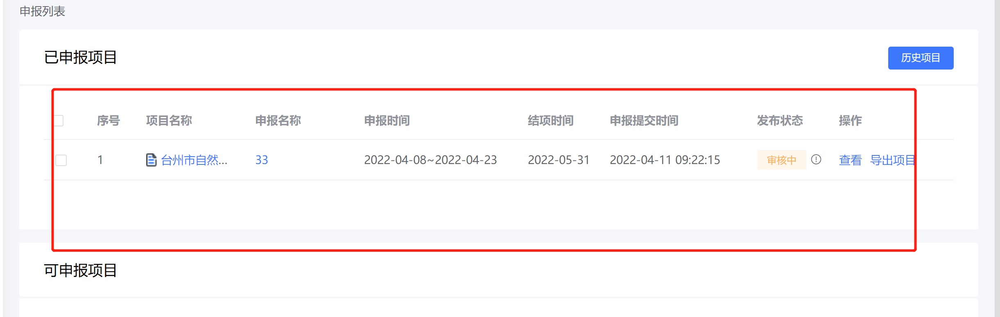 申报列表
已申报项目
历史项目
序号 项目名称 申报名称 申报时间 结项时间 申报提交时间 发布状态 操作
1 台州市自然... 33 2022-04-08~2022-04-23 2022-05-31 2022-04-11 09:22:15 审核中 查看 导出项目
可申报项目